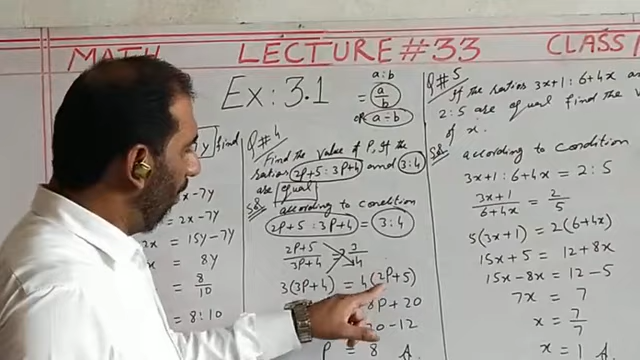 MATH LECTURE #33 CLASS
Ex: 3.1
a:b
= a/b
or a÷b
y find
x-7y
= 2x-7y
2x = 15y-7y
= 8y
= 8/10
= 8:10
Q#4
Find the value of P, If the
ratios 2P+5 : 3P+4 and 3:4
are equal
Sol: according to condition
2P+5 : 3P+4 = 3:4
2P+5/3P+4 = 3/4
3(3P+4) = 4(2P+5)
8P+20
20-12
P = 8 A.
Q#5
If the ratios 3x+1 : 6+4x an
2:5 are equal find the v
of x.
Sol: according to condition
3x+1 : 6+4x = 2:5
3x+1/6+4x = 2/5
5(3x+1) = 2(6+4x)
15x+5 = 12+8x
15x-8x = 12-5
7x = 7
x = 7/7
x = 1 A